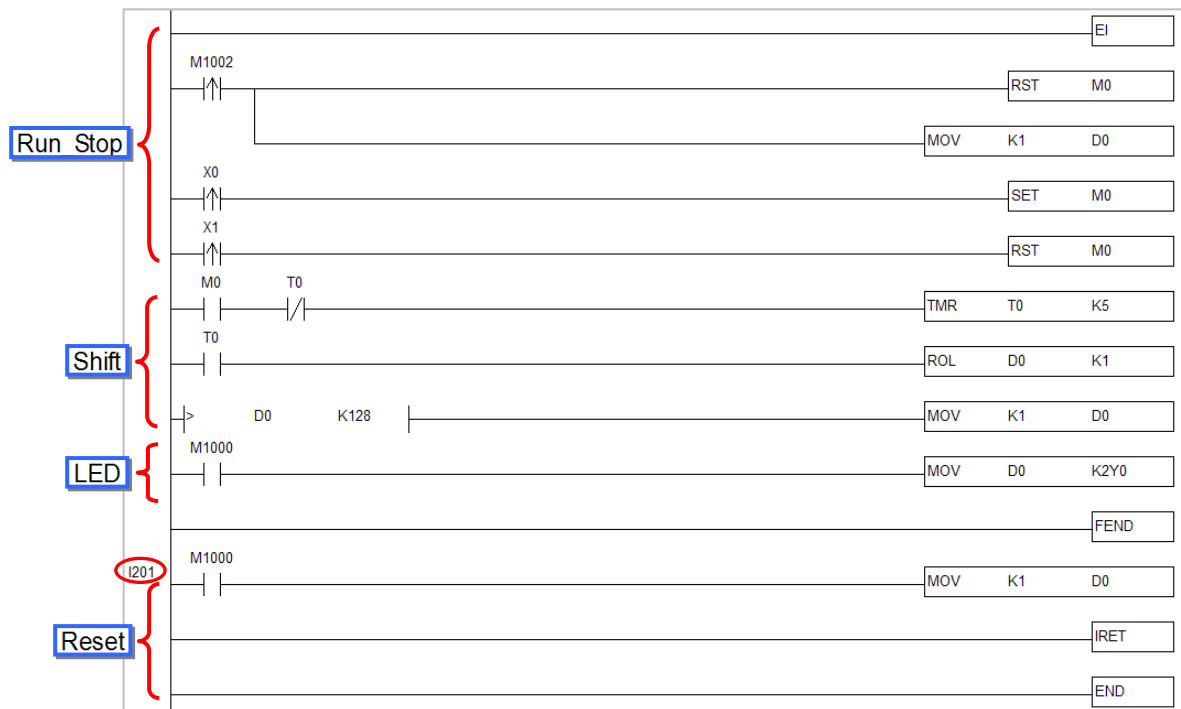 EI
M1002
RST M0
Run_Stop
MOV K1 D0
X0
SET M0
X1
RST M0
M0 T0
TMR T0 K5
T0
Shift
ROL D0 K1
> D0 K128 MOV K1 D0
M1000
LED
MOV D0 K2Y0
FEND
M1000
I201
MOV K1 D0
Reset
IRET
END